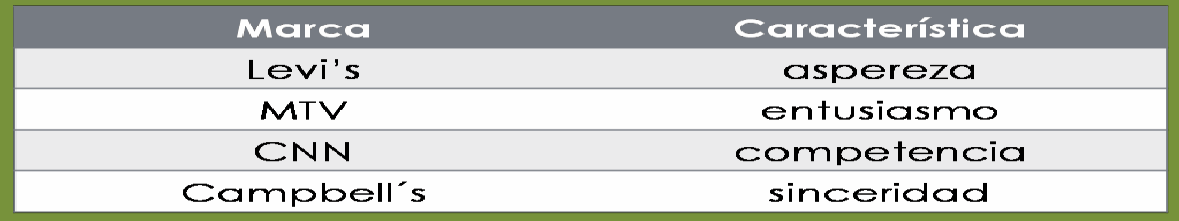 Marca Característica
Levi's aspereza
MTV entusiasmo
CNN competencia
Campbell´s sinceridad